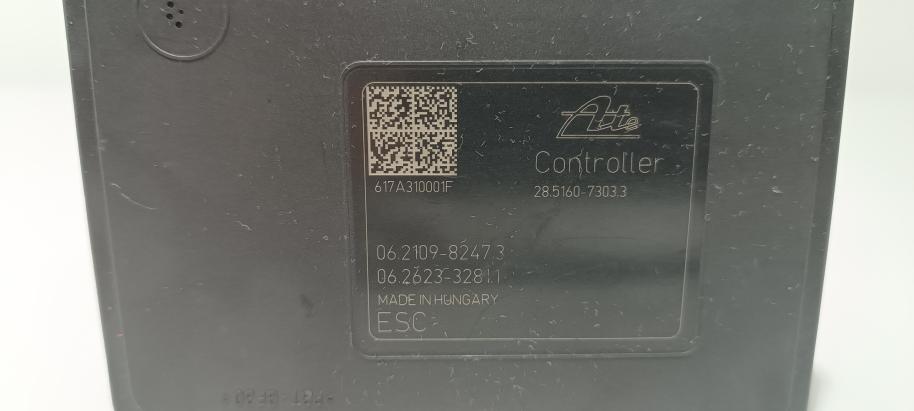 Ate
Controller
617A310001F
28.5160-7303.3
06.2109-8247.3
06.2623-3281.1
MADE IN HUNGARY
ESC